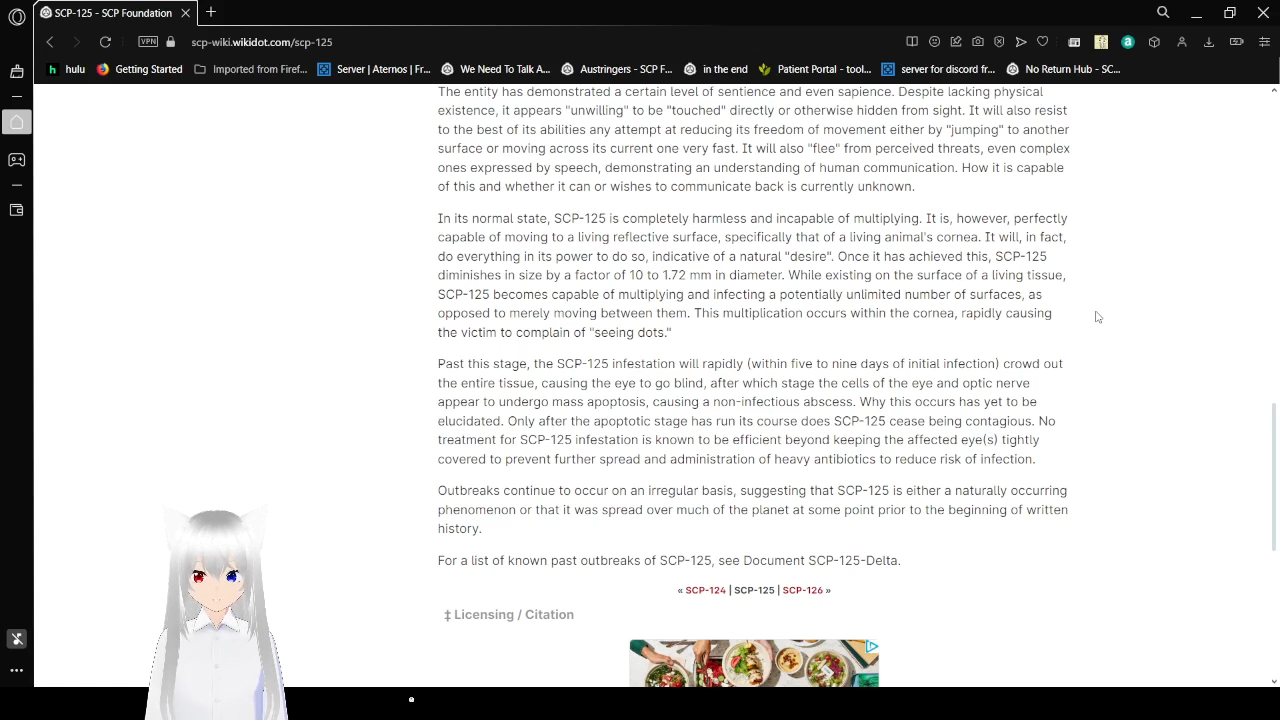 SCP-125 - SCP Foundation
VPN
scp-wiki.wikidot.com/scp-125
hulu
Getting Started
Imported from Firef...
Server | Aternos | Fr...
We Need To Talk A...
Austringers - SCP F...
in the end
Patient Portal - tool...
server for discord fr...
No Return Hub - SC...
The entity has demonstrated a certain level of sentience and even sapience. Despite lacking physical
existence, it appears "unwilling" to be "touched" directly or otherwise hidden from sight. It will also resist
to the best of its abilities any attempt at reducing its freedom of movement either by "jumping" to another
surface or moving across its current one very fast. It will also "flee" from perceived threats, even complex
ones expressed by speech, demonstrating an understanding of human communication. How it is capable
of this and whether it can or wishes to communicate back is currently unknown.
In its normal state, SCP-125 is completely harmless and incapable of multiplying. It is, however, perfectly
capable of moving to a living reflective surface, specifically that of a living animal's cornea. It will, in fact,
do everything in its power to do so, indicative of a natural "desire". Once it has achieved this, SCP-125
diminishes in size by a factor of 10 to 1.72 mm in diameter. While existing on the surface of a living tissue,
SCP-125 becomes capable of multiplying and infecting a potentially unlimited number of surfaces, as
opposed to merely moving between them. This multiplication occurs within the cornea, rapidly causing
the victim to complain of "seeing dots."
Past this stage, the SCP-125 infestation will rapidly (within five to nine days of initial infection) crowd out
the entire tissue, causing the eye to go blind, after which stage the cells of the eye and optic nerve
appear to undergo mass apoptosis, causing a non-infectious abscess. Why this occurs has yet to be
elucidated. Only after the apoptotic stage has run its course does SCP-125 cease being contagious. No
treatment for SCP-125 infestation is known to be efficient beyond keeping the affected eye(s) tightly
covered to prevent further spread and administration of heavy antibiotics to reduce risk of infection.
Outbreaks continue to occur on an irregular basis, suggesting that SCP-125 is either a naturally occurring
phenomenon or that it was spread over much of the planet at some point prior to the beginning of written
history.
For a list of known past outbreaks of SCP-125, see Document SCP-125-Delta.
« SCP-124 | SCP-125 | SCP-126 »
‡ Licensing / Citation